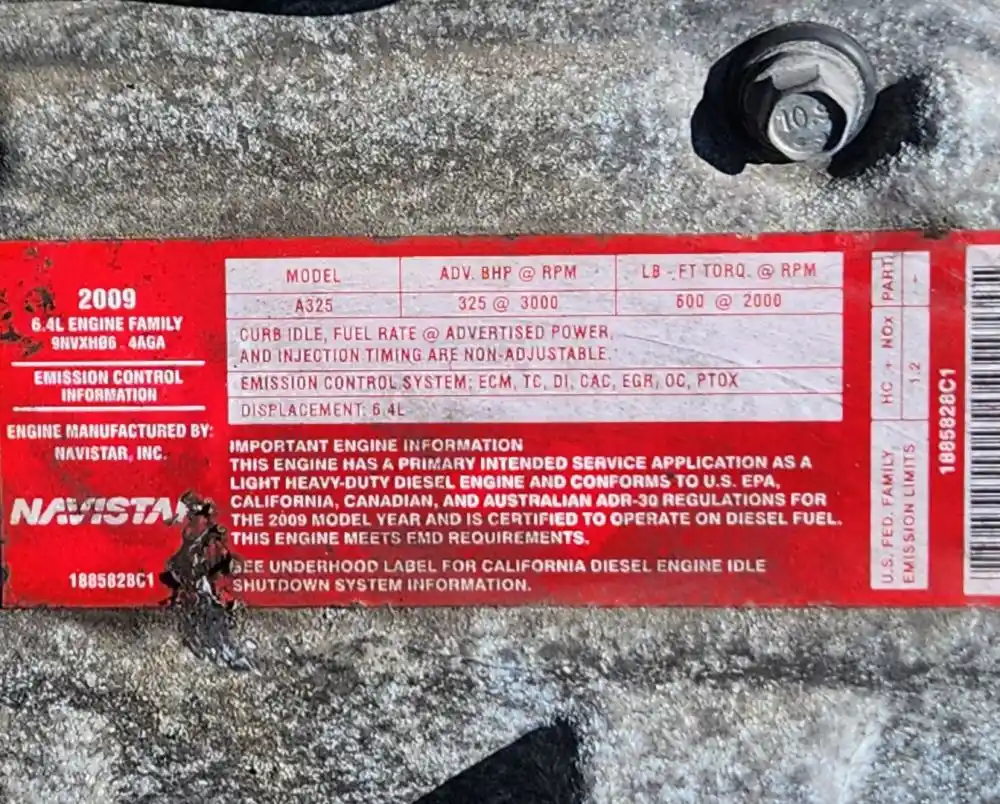 10
2009
6.4L ENGINE FAMILY
9NVXH06.4AGA
EMISSION CONTROL
INFORMATION
ENGINE MANUFACTURED BY:
NAVISTAR, INC.
NAVISTAR
1885828C1
MODEL ADV. BHP @ RPM LB - FT TORQ. @ RPM
A325 325 @ 3000 600 @ 2000
CURB IDLE, FUEL RATE @ ADVERTISED POWER,
AND INJECTION TIMING ARE NON-ADJUSTABLE.
EMISSION CONTROL SYSTEM: ECM, TC, DI, CAC, EGR, OC, PTOX
DISPLACEMENT: 6.4L
IMPORTANT ENGINE INFORMATION
THIS ENGINE HAS A PRIMARY INTENDED SERVICE APPLICATION AS A
LIGHT HEAVY-DUTY DIESEL ENGINE AND CONFORMS TO U.S. EPA,
CALIFORNIA, CANADIAN, AND AUSTRALIAN ADR-30 REGULATIONS FOR
THE 2009 MODEL YEAR AND IS CERTIFIED TO OPERATE ON DIESEL FUEL.
THIS ENGINE MEETS EMD REQUIREMENTS.
SEE UNDERHOOD LABEL FOR CALIFORNIA DIESEL ENGINE IDLE
SHUTDOWN SYSTEM INFORMATION.
U.S. FED. FAMILY
EMISSION LIMITS
HC + NOx PART
1.2 -
1885828C1